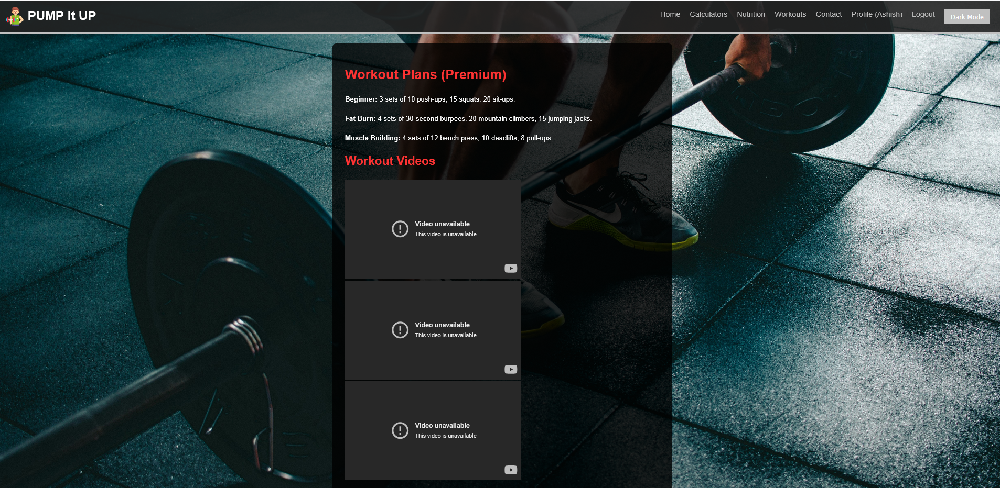 PUMP it UP
Home Calculators Nutrition Workouts Contact Profile (Ashish) Logout Dark Mode
Workout Plans (Premium)
Beginner: 3 sets of 10 push-ups, 15 squats, 20 sit-ups.
Fat Burn: 4 sets of 30-second burpees, 20 mountain climbers, 15 jumping jacks.
Muscle Building: 4 sets of 12 bench press, 10 deadlifts, 8 pull-ups.
Workout Videos
Video unavailable
This video is unavailable
Video unavailable
This video is unavailable
Video unavailable
This video is unavailable